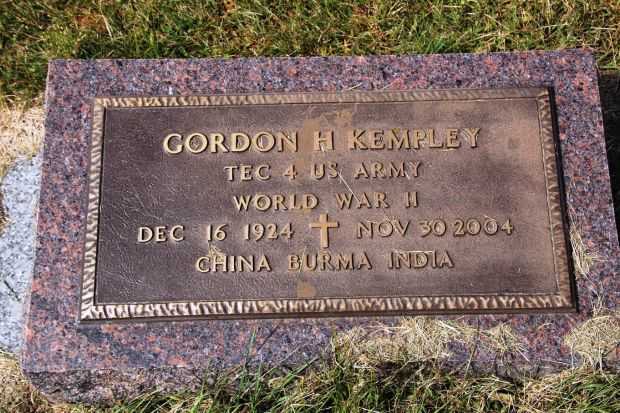 GORDON H KEMPLEY
TEC 4 US ARMY
WORLD WAR II
DEC 16 1924 NOV 30 2004
CHINA BURMA INDIA